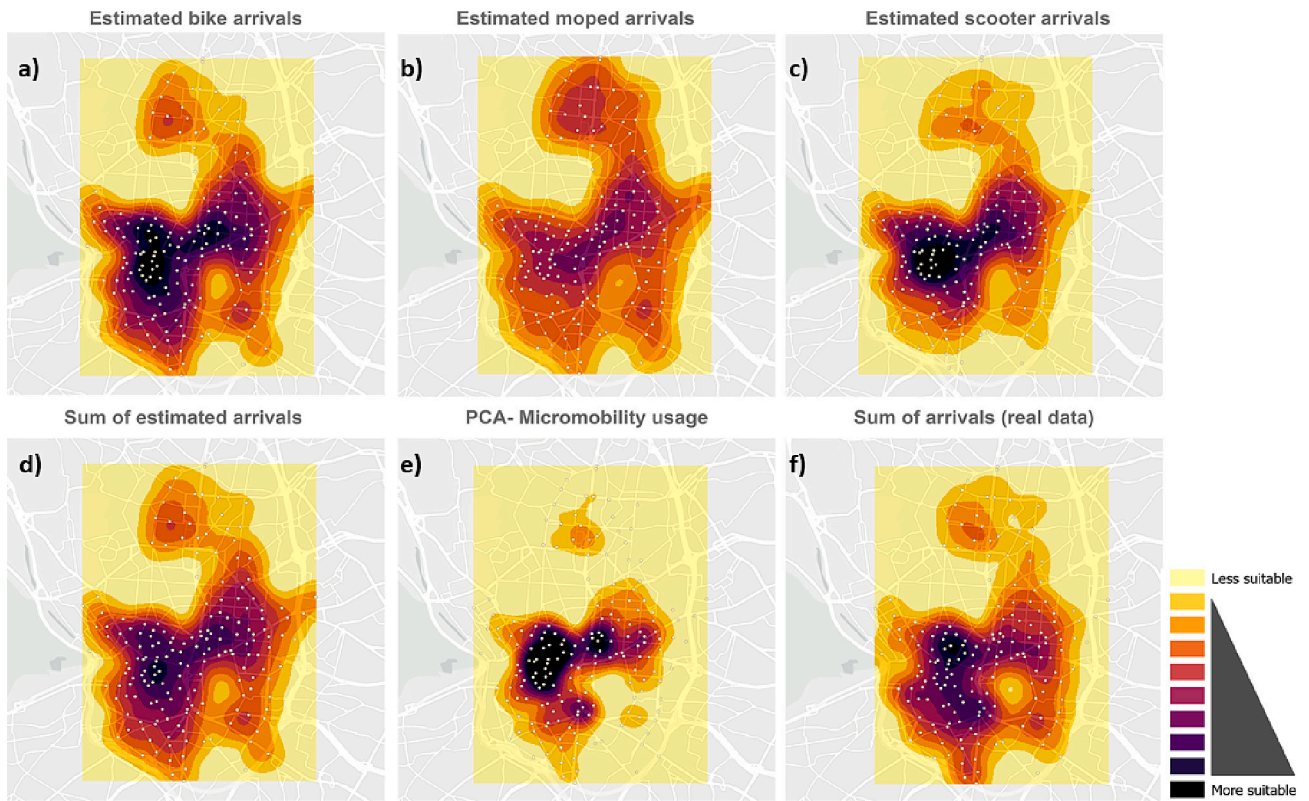 Estimated bike arrivals
Estimated moped arrivals
Estimated scooter arrivals
a)
b)
c)
Sum of estimated arrivals
PCA- Micromobility usage
Sum of arrivals (real data)
d)
e)
f)
Less suitable
More suitable